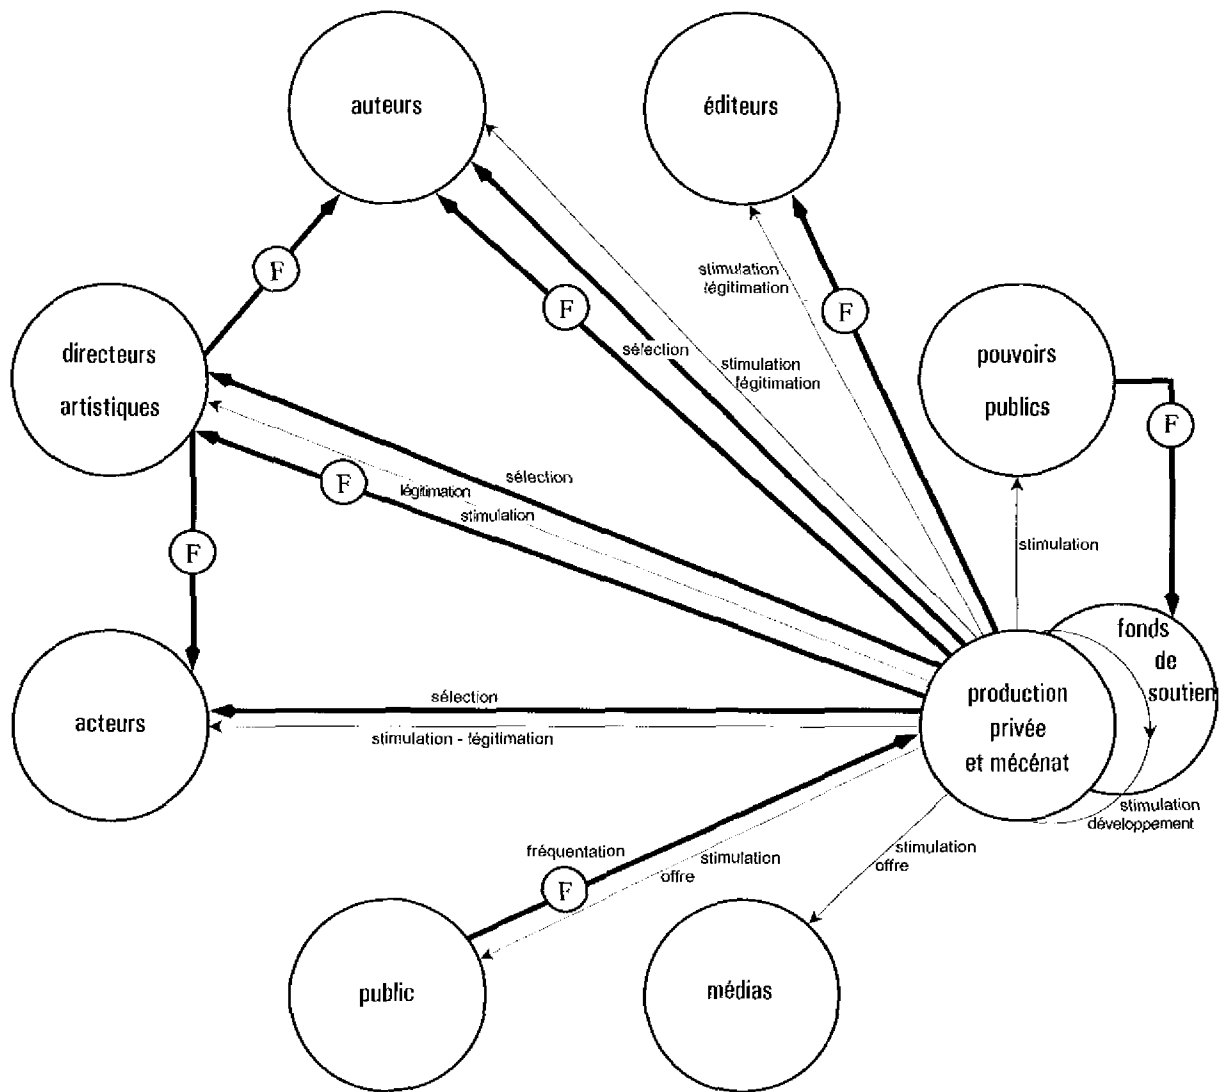 auteurs
éditeurs
F
stimulation
légitimation
F
F
directeurs
artistiques
sélection
stimulation
légitimation
pouvoirs
publics
F
F
sélection
légitimation
stimulation
F
stimulation
fonds
de
soutien
acteurs
sélection
stimulation - légitimation
production
privée
et mécénat
stimulation
développement
fréquentation
F
stimulation
offre
stimulation
offre
public
médias